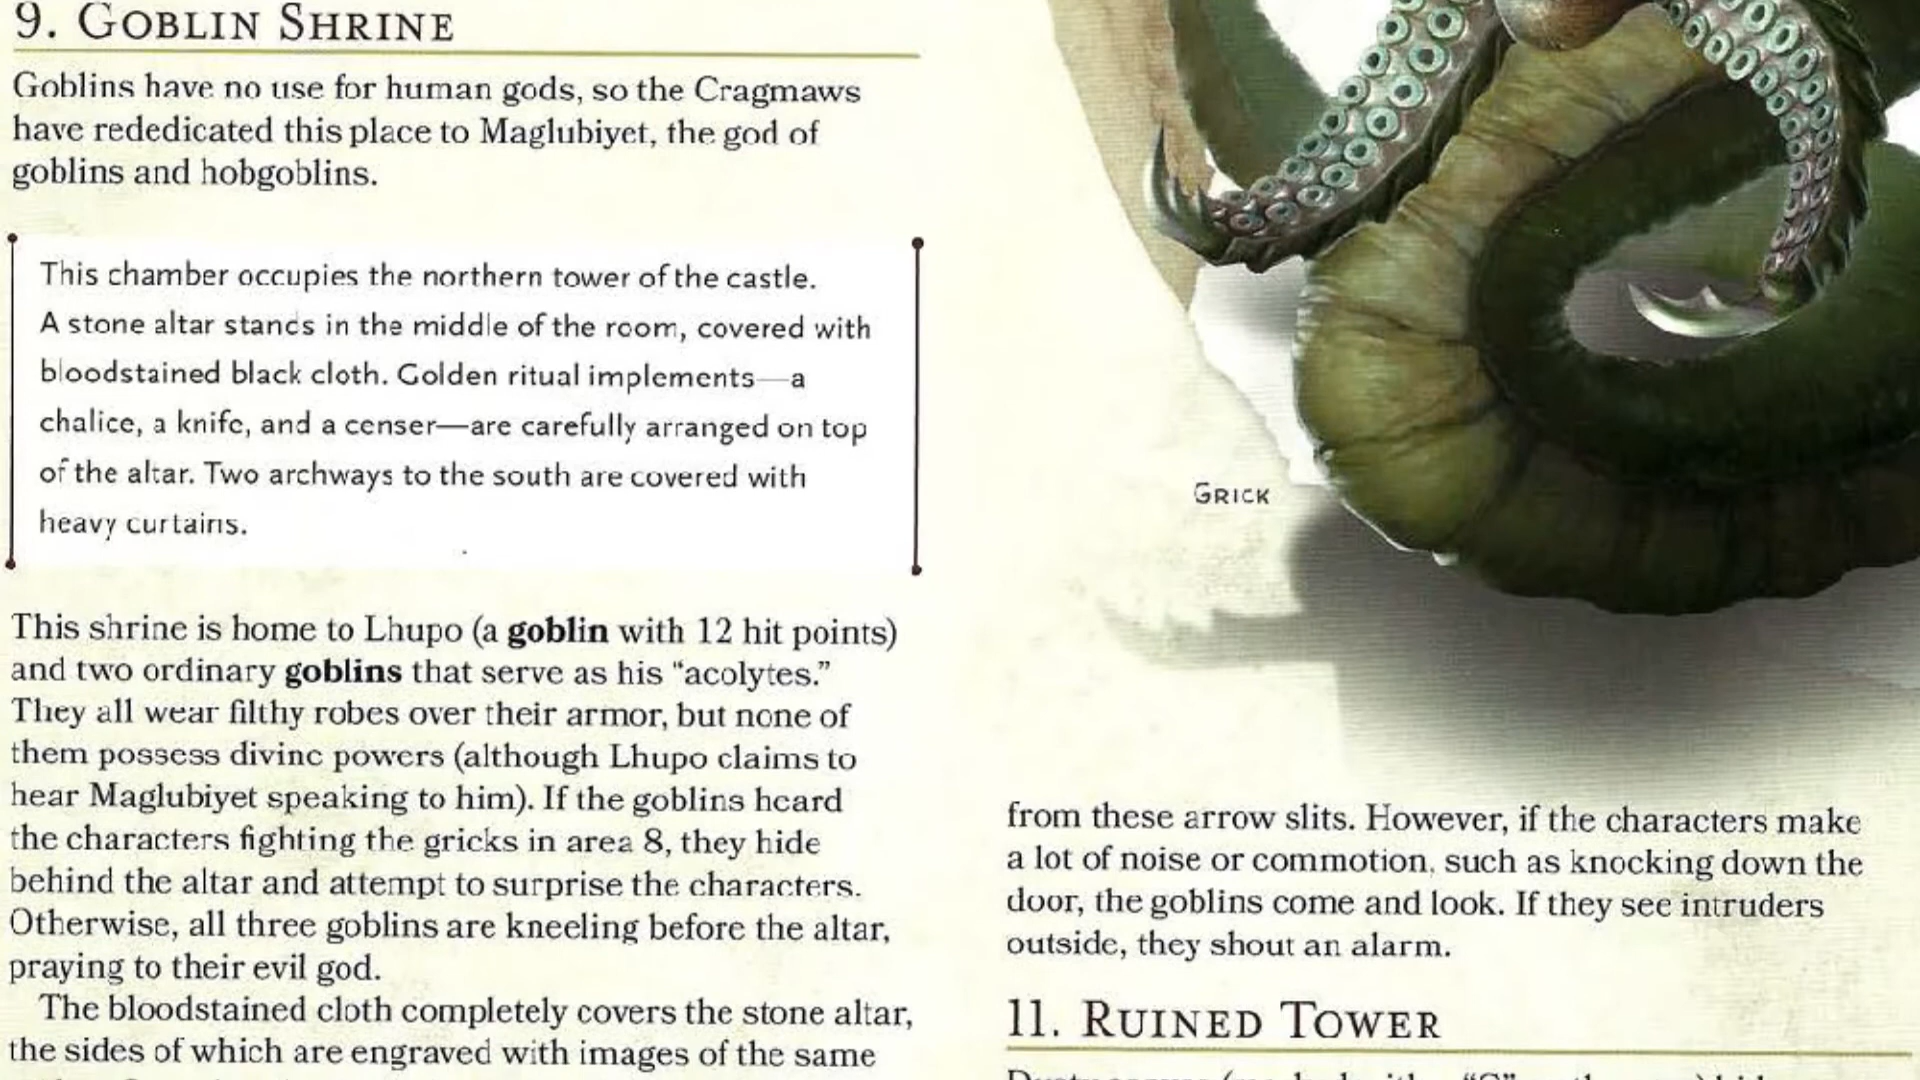 9. Goblin Shrine
Goblins have no use for human gods, so the Cragmaws
have rededicated this place to Maglubiyet, the god of
goblins and hobgoblins.
This chamber occupies the northern tower of the castle.
A stone altar stands in the middle of the room, covered with
bloodstained black cloth. Golden ritual implements—a
chalice, a knife, and a censer—are carefully arranged on top
of the altar. Two archways to the south are covered with
heavy curtains.
This shrine is home to Lhupo (a goblin with 12 hit points)
and two ordinary goblins that serve as his “acolytes.”
They all wear filthy robes over their armor, but none of
them possess divine powers (although Lhupo claims to
hear Maglubiyet speaking to him). If the goblins heard
the characters fighting the gricks in area 8, they hide
behind the altar and attempt to surprise the characters.
Otherwise, all three goblins are kneeling before the altar,
praying to their evil god.
The bloodstained cloth completely covers the stone altar,
the sides of which are engraved with images of the same
Grick
from these arrow slits. However, if the characters make
a lot of noise or commotion, such as knocking down the
door, the goblins come and look. If they see intruders
outside, they shout an alarm.
11. Ruined Tower